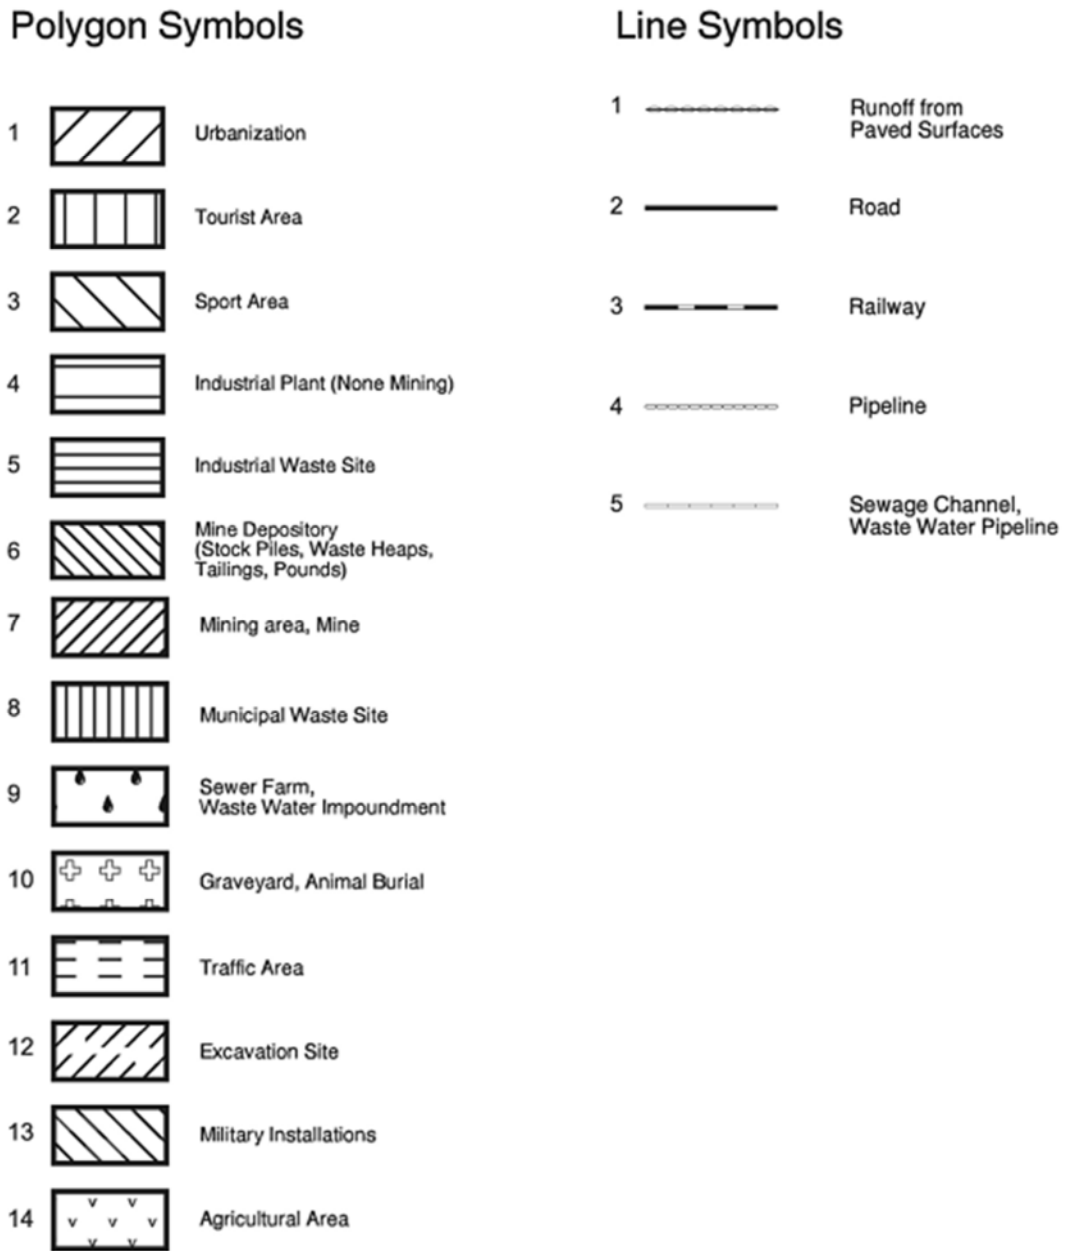 Polygon Symbols
1 Urbanization
2 Tourist Area
3 Sport Area
4 Industrial Plant (None Mining)
5 Industrial Waste Site
6 Mine Depository
(Stock Piles, Waste Heaps,
Tailings, Pounds)
7 Mining area, Mine
8 Municipal Waste Site
9 Sewer Farm,
Waste Water Impoundment
10 Graveyard, Animal Burial
11 Traffic Area
12 Excavation Site
13 Military Installations
14 Agricultural Area
Line Symbols
1 Runoff from
Paved Surfaces
2 Road
3 Railway
4 Pipeline
5 Sewage Channel,
Waste Water Pipeline